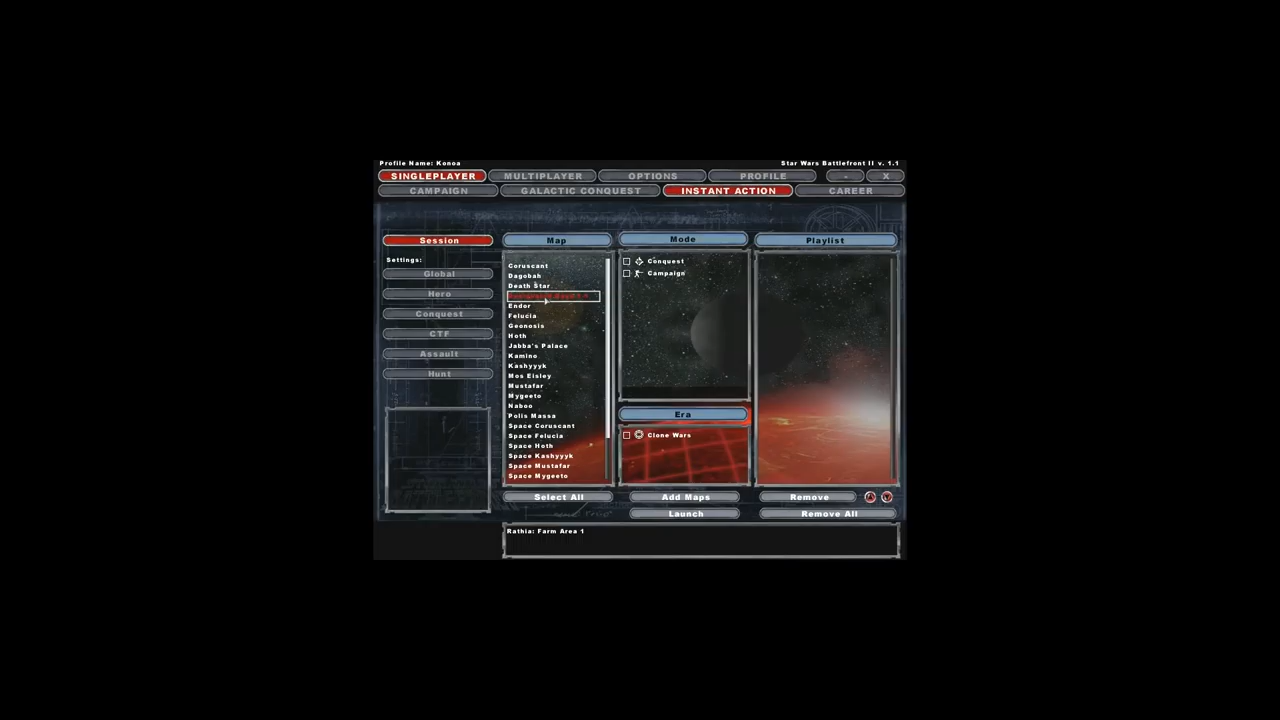 Profile Name: Konoa
Star Wars Battlefront II v. 1.1
SINGLEPLAYER
MULTIPLAYER
OPTIONS
PROFILE
-
X
CAMPAIGN
GALACTIC CONQUEST
INSTANT ACTION
CAREER
Session
Settings:
Global
Hero
Conquest
CTF
Assault
Hunt
Map
Coruscant
Dagobah
Death Star
Endor
Felucia
Geonosis
Hoth
Jabba's Palace
Kamino
Kashyyyk
Mos Eisley
Mustafar
Mygeeto
Naboo
Polis Massa
Space Coruscant
Space Felucia
Space Hoth
Space Kashyyyk
Space Mustafar
Space Mygeeto
Select All
Mode
Conquest
Campaign
Era
Clone Wars
Add Maps
Launch
Playlist
Remove
Remove All
Rathia: Farm Area 1